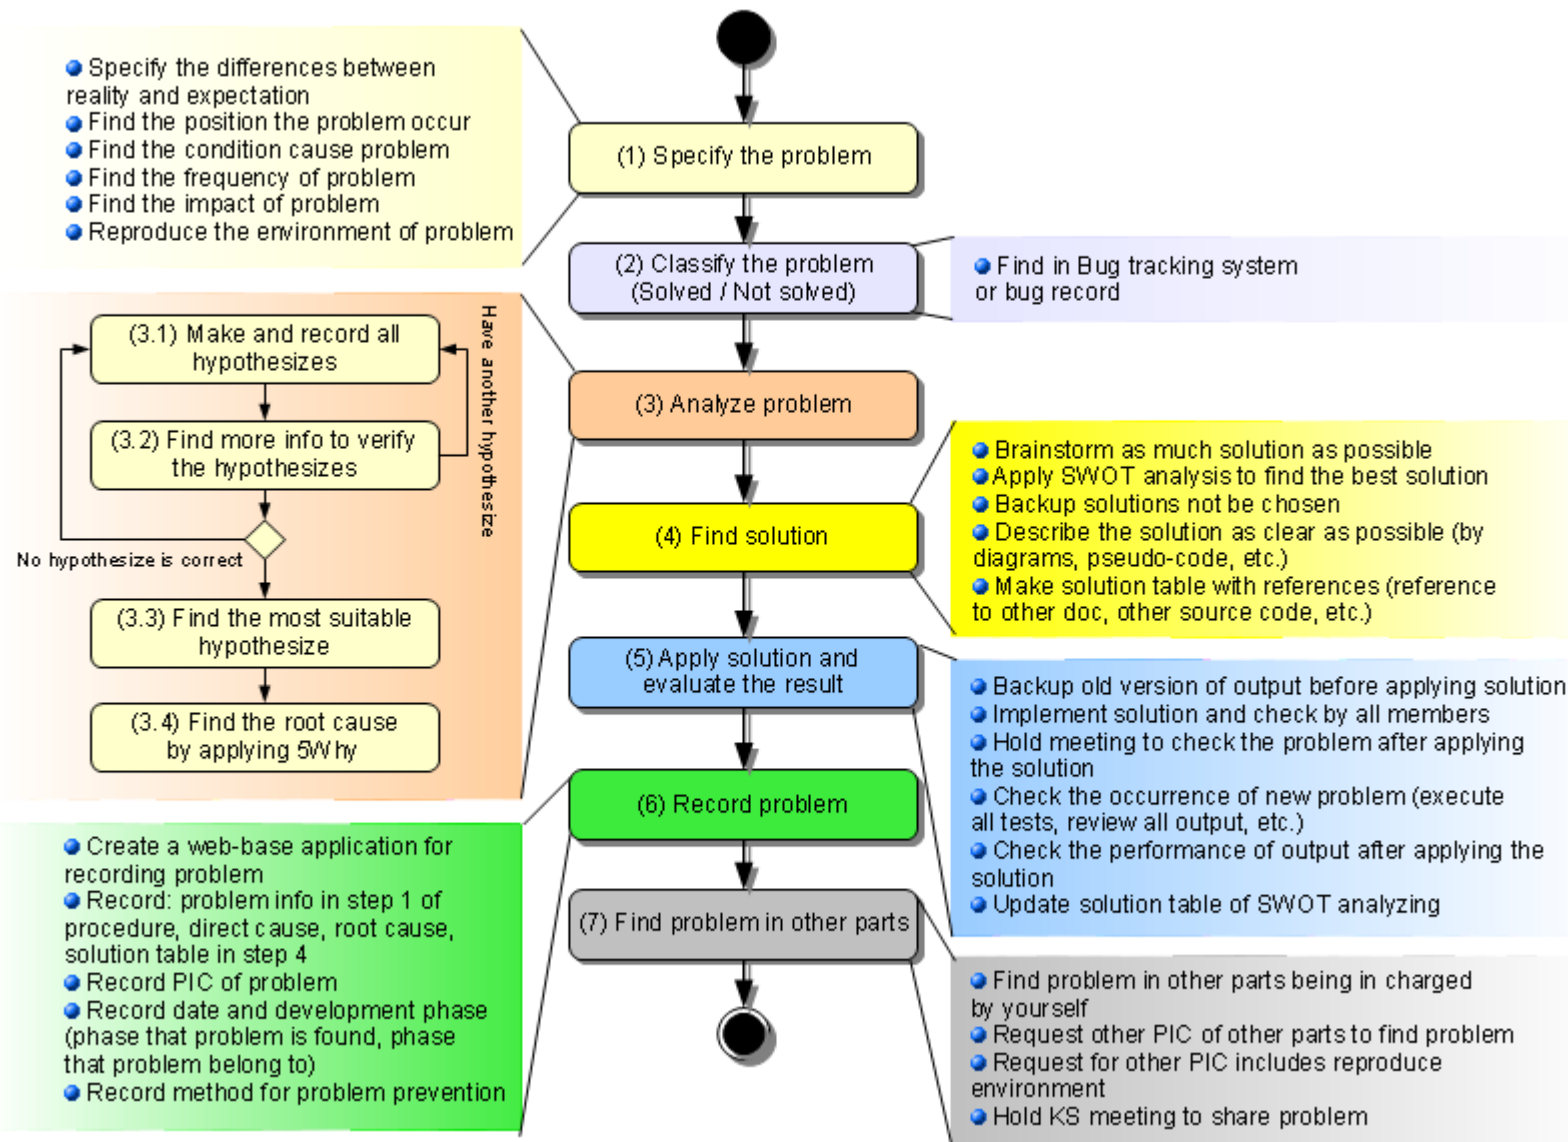 Specify the differences between
reality and expectation
Find the position the problem occur
Find the condition cause problem
Find the frequency of problem
Find the impact of problem
Reproduce the environment of problem
(1) Specify the problem
(2) Classify the problem
(Solved / Not solved)
Find in Bug tracking system
or bug record
(3) Analyze problem
(3.1) Make and record all
hypothesizes
Have another hypothesize
(3.2) Find more info to verify
the hypothesizes
No hypothesize is correct
(3.3) Find the most suitable
hypothesize
(3.4) Find the root cause
by applying 5Why
(4) Find solution
Brainstorm as much solution as possible
Apply SWOT analysis to find the best solution
Backup solutions not be chosen
Describe the solution as clear as possible (by
diagrams, pseudo-code, etc.)
Make solution table with references (reference
to other doc, other source code, etc.)
(5) Apply solution and
evaluate the result
Backup old version of output before applying solution
Implement solution and check by all members
Hold meeting to check the problem after applying
the solution
Check the occurrence of new problem (execute
all tests, review all output, etc.)
Check the performance of output after applying the
solution
Update solution table of SWOT analyzing
(6) Record problem
Create a web-base application for
recording problem
Record: problem info in step 1 of
procedure, direct cause, root cause,
solution table in step 4
Record PIC of problem
Record date and development phase
(phase that problem is found, phase
that problem belong to)
Record method for problem prevention
(7) Find problem in other parts
Find problem in other parts being in charged
by yourself
Request other PIC of other parts to find problem
Request for other PIC includes reproduce
environment
Hold KS meeting to share problem